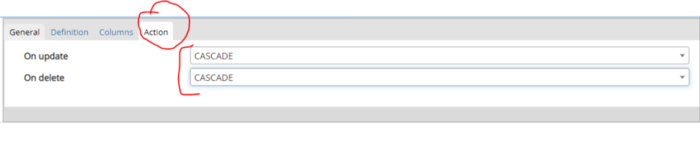 General Definition Columns Action
On update CASCADE
On delete CASCADE